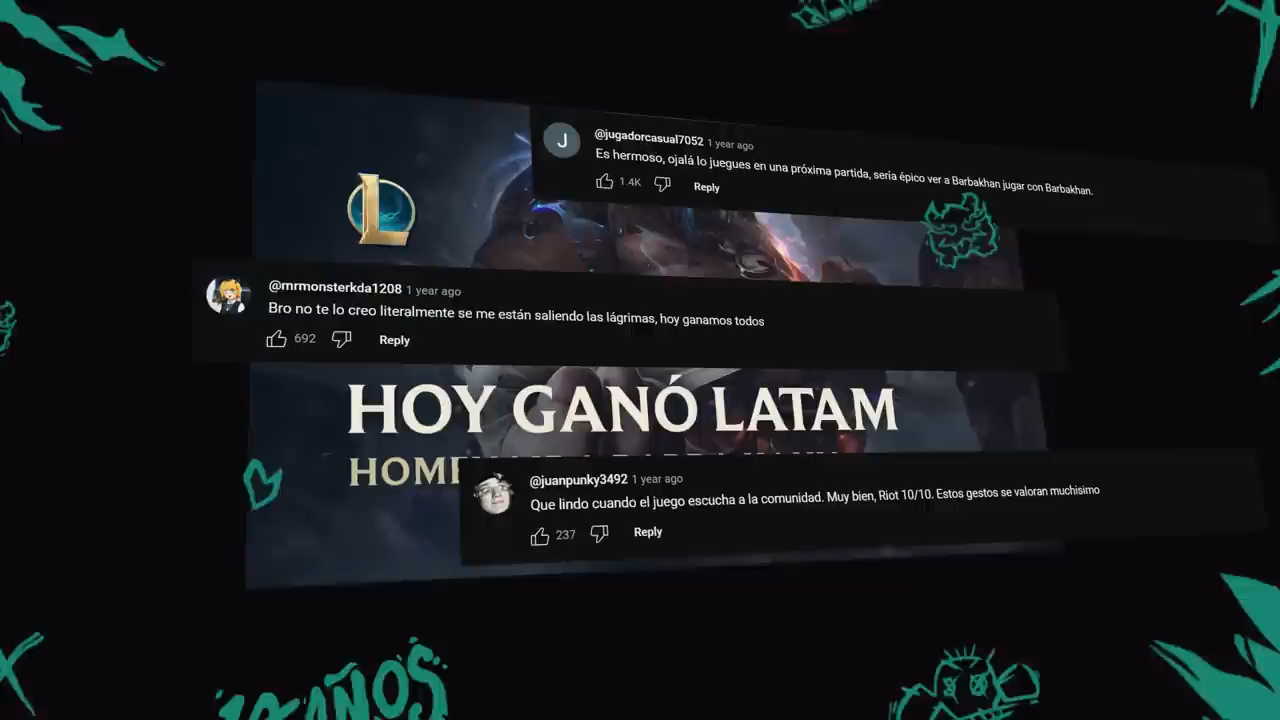 J
@jugadorcasual7052 1 year ago
Es hermoso, ojalá lo juegues en una próxima partida, sería épico ver a Barbakhan jugar con Barbakhan.
1.4K Reply
L
@mrmonsterkda1208 1 year ago
Bro no te lo creo literalmente se me están saliendo las lágrimas, hoy ganamos todos
692 Reply
HOY GANÓ LATAM
@juanpunky3492 1 year ago
Que lindo cuando el juego escucha a la comunidad. Muy bien, Riot 10/10. Estos gestos se valoran muchisimo
237 Reply
AÑOS